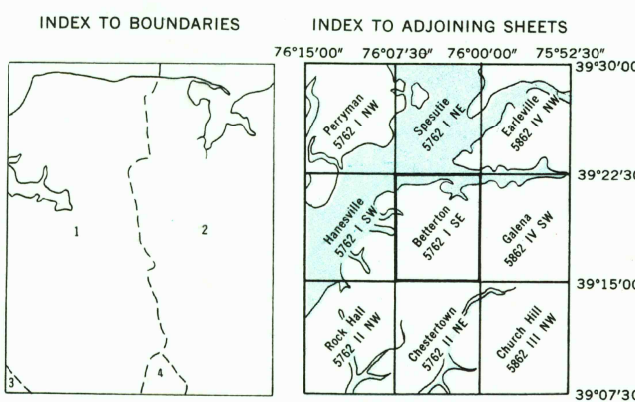 INDEX TO BOUNDARIES
1
2
3
4
INDEX TO ADJOINING SHEETS
76°15'00" 76°07'30" 76°00'00" 75°52'30"
39°30'00
Perryman
5762 I NW
Spesutie
5762 I NE
Earleville
5862 IV NW
39°22'30
Hanesville
5762 I SW
Betterton
5762 I SE
Galena
5862 IV SW
39°15'00
Rock Hall
5762 II NW
Chestertown
5762 II NE
Church Hill
5862 III NW
39°07'30